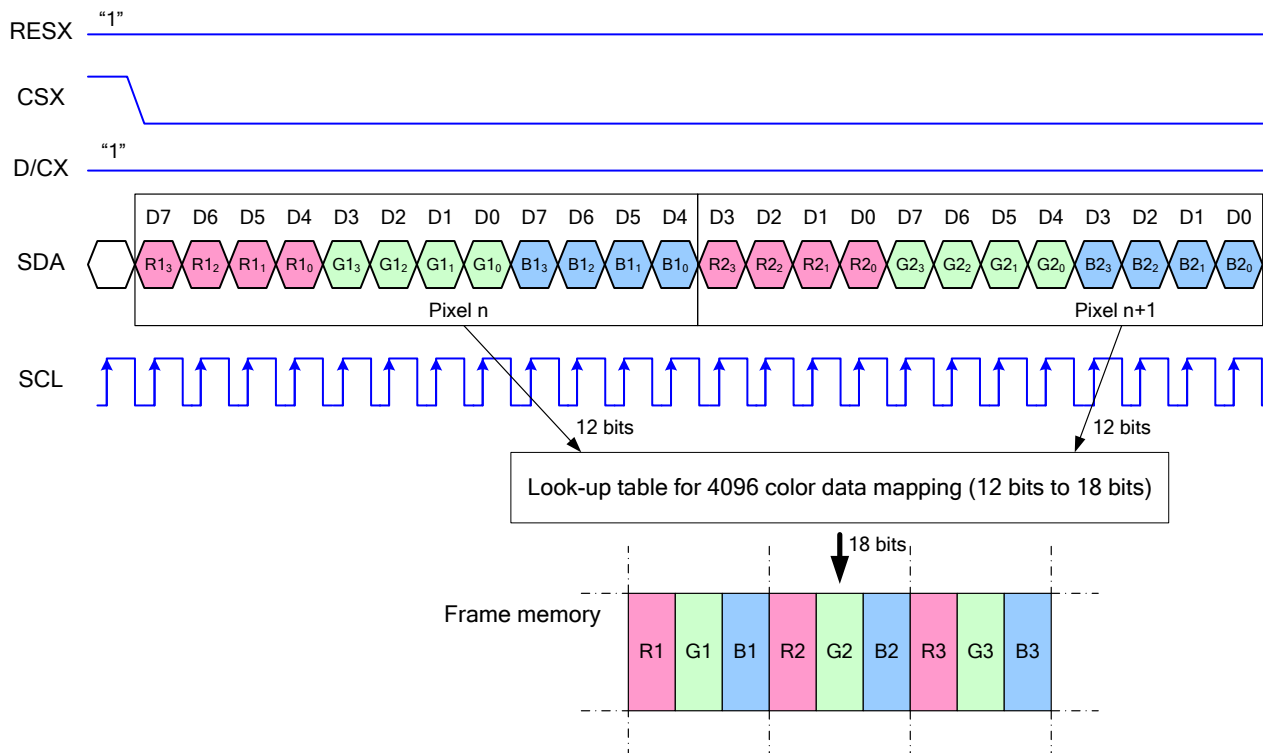 RESX “1”
CSX
D/CX “1”
D7 D6 D5 D4 D3 D2 D1 D0 D7 D6 D5 D4 D3 D2 D1 D0 D7 D6 D5 D4 D3 D2 D1 D0
SDA R1₃ R1₂ R1₁ R1₀ G1₃ G1₂ G1₁ G1₀ B1₃ B1₂ B1₁ B1₀ R2₃ R2₂ R2₁ R2₀ G2₃ G2₂ G2₁ G2₀ B2₃ B2₂ B2₁ B2₀
Pixel n Pixel n+1
SCL
12 bits 12 bits
Look-up table for 4096 color data mapping (12 bits to 18 bits)
18 bits
Frame memory
R1 G1 B1 R2 G2 B2 R3 G3 B3